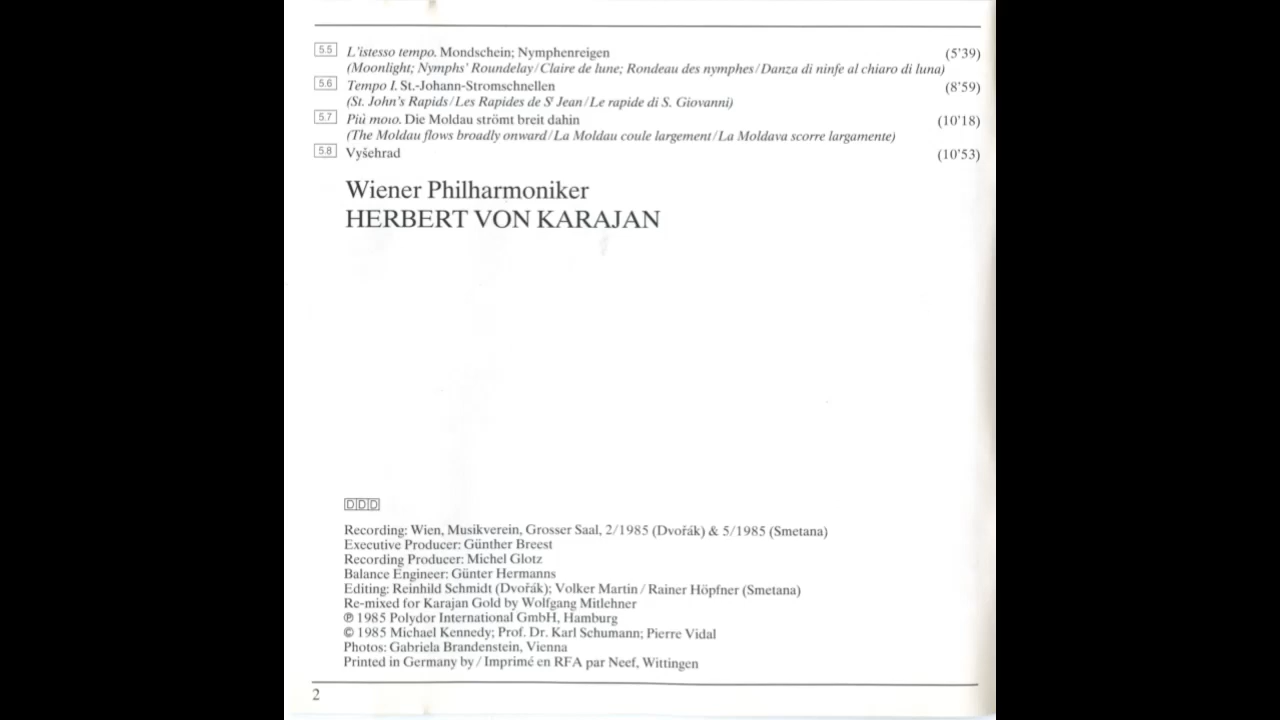 5.5 L'istesso tempo. Mondschein; Nymphenreigen (5'39)
(Moonlight; Nymphs' Roundelay/Claire de lune; Rondeau des nymphes/Danza di ninfe al chiaro di luna)
5.6 Tempo I. St.-Johann-Stromschnellen (8'59)
(St. John's Rapids/Les Rapides de St Jean/Le rapide di S. Giovanni)
5.7 Più moto. Die Moldau strömt breit dahin (10'18)
(The Moldau flows broadly onward/La Moldau coule largement/La Moldava scorre largamente)
5.8 Vyšehrad (10'53)
Wiener Philharmoniker
HERBERT VON KARAJAN
DDD
Recording: Wien, Musikverein, Grosser Saal, 2/1985 (Dvořák) & 5/1985 (Smetana)
Executive Producer: Günther Breest
Recording Producer: Michel Glotz
Balance Engineer: Günter Hermanns
Editing: Reinhild Schmidt (Dvořák); Volker Martin / Rainer Höpfner (Smetana)
Re-mixed for Karajan Gold by Wolfgang Mitlehner
℗ 1985 Polydor International GmbH, Hamburg
© 1985 Michael Kennedy; Prof. Dr. Karl Schumann; Pierre Vidal
Photos: Gabriela Brandenstein, Vienna
Printed in Germany by / Imprimé en RFA par Neef, Wittingen
2